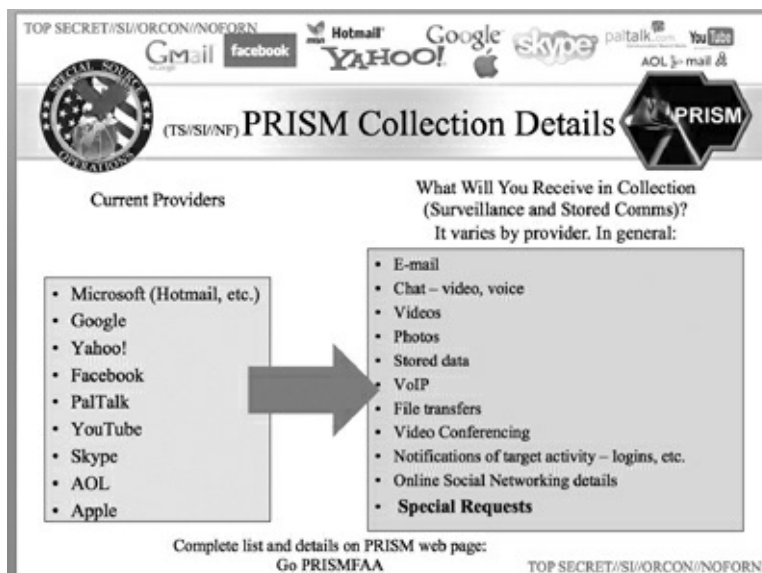 TOP SECRET//SI//ORCON//NOFORN
Gmail
facebook
msn Hotmail
YAHOO!
Google
skype
paltalk.com
YouTube
AOL mail
SPECIAL SOURCE
OPERATIONS
(TS//SI//NF) PRISM Collection Details
PRISM
Current Providers
• Microsoft (Hotmail, etc.)
• Google
• Yahoo!
• Facebook
• PalTalk
• YouTube
• Skype
• AOL
• Apple
What Will You Receive in Collection
(Surveillance and Stored Comms)?
It varies by provider. In general:
• E-mail
• Chat – video, voice
• Videos
• Photos
• Stored data
• VoIP
• File transfers
• Video Conferencing
• Notifications of target activity – logins, etc.
• Online Social Networking details
• Special Requests
Complete list and details on PRISM web page:
Go PRISMFAA
TOP SECRET//SI//ORCON//NOFORN